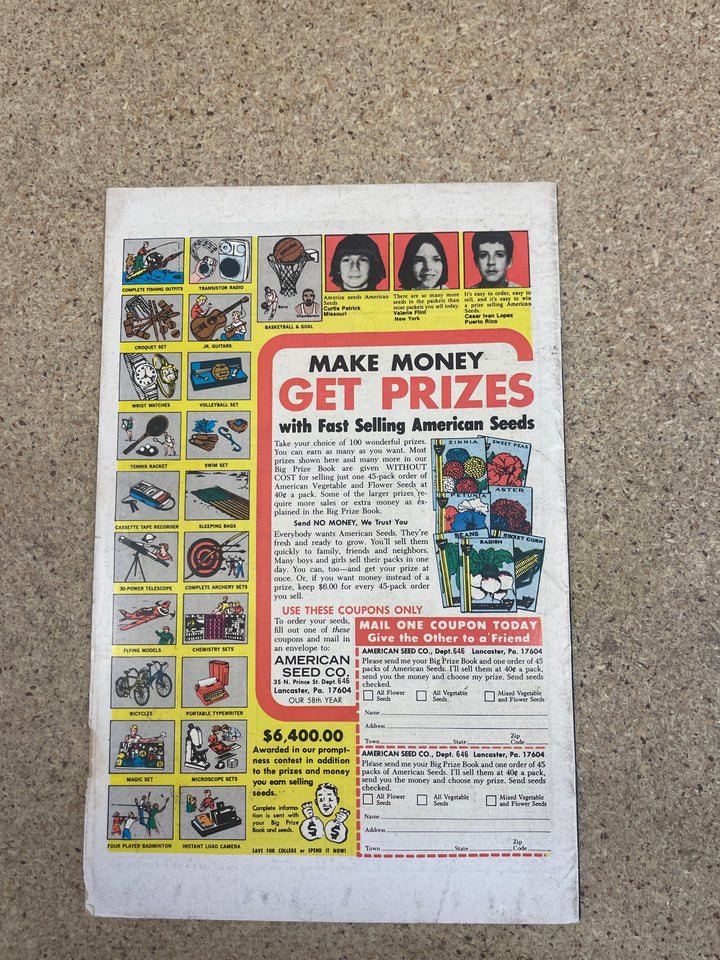 COMPLETE FISHING OUTFITS
TRANSISTOR RADIO
BASKETBALL & GOAL
America needs American
Seeds
Curtis Patrick
Missouri
There are so many more
seeds in the packets than
most packets you sell today.
Valerie Flint
New York
It's easy to order, easy to
sell, and it's easy to win
a prize selling American
Seeds.
Cesar Ivan Lopez
Puerto Rico
CROQUET SET
JR. GUITARS
WRIST WATCHES
VOLLEYBALL SET
TENNIS RACKET
SWIM SET
CASSETTE TAPE RECORDER
SLEEPING BAGS
30-POWER TELESCOPE
COMPLETE ARCHERY SETS
FLYING MODELS
CHEMISTRY SETS
BICYCLES
PORTABLE TYPEWRITER
MAGIC SET
MICROSCOPE SETS
FOUR PLAYER BADMINTON
INSTANT LOAD CAMERA
MAKE MONEY
GET PRIZES
with Fast Selling American Seeds
Take your choice of 100 wonderful prizes.
You can earn as many as you want. Most
prizes shown here and many more in our
Big Prize Book are given WITHOUT
COST for selling just one 45-pack order of
American Vegetable and Flower Seeds at
40¢ a pack. Some of the larger prizes re-
quire more sales or extra money as ex-
plained in the Big Prize Book.
Send NO MONEY, We Trust You
Everybody wants American Seeds. They're
fresh and ready to grow. You'll sell them
quickly to family, friends and neighbors.
Many boys and girls sell their packs in one
day. You can, too—and get your prize at
once. Or, if you want money instead of a
prize, keep $6.00 for every 45-pack order
you sell.
ZINNIA
SWEET PEAS
PETUNIA
ASTER
BEANS
RADISH
SWEET CORN
USE THESE COUPONS ONLY
To order your seeds,
fill out one of these
coupons and mail in
an envelope to:
AMERICAN
SEED CO.
35 N. Prince St. Dept. 646
Lancaster, Pa. 17604
OUR 58th YEAR
$6,400.00
Awarded in our prompt-
ness contest in addition
to the prizes and money
you earn selling
seeds.
Complete informa-
tion is sent with
your Big Prize
Book and seeds.
$ $
SAVE FOR COLLEGE or SPEND IT NOW!
MAIL ONE COUPON TODAY
Give the Other to a Friend
AMERICAN SEED CO., Dept. 646 Lancaster, Pa. 17604
Please send me your Big Prize Book and one order of 45
packs of American Seeds. I'll sell them at 40¢ a pack,
send you the money and choose my prize. Send seeds
checked.
All Flower Seeds
All Vegetable Seeds
Mixed Vegetable and Flower Seeds
Name
Address
Town State Zip Code
AMERICAN SEED CO., Dept. 646 Lancaster, Pa. 17604
Please send me your Big Prize Book and one order of 45
packs of American Seeds. I'll sell them at 40¢ a pack,
send you the money and choose my prize. Send seeds
checked.
All Flower Seeds
All Vegetable Seeds
Mixed Vegetable and Flower Seeds
Name
Address
Town State Zip Code